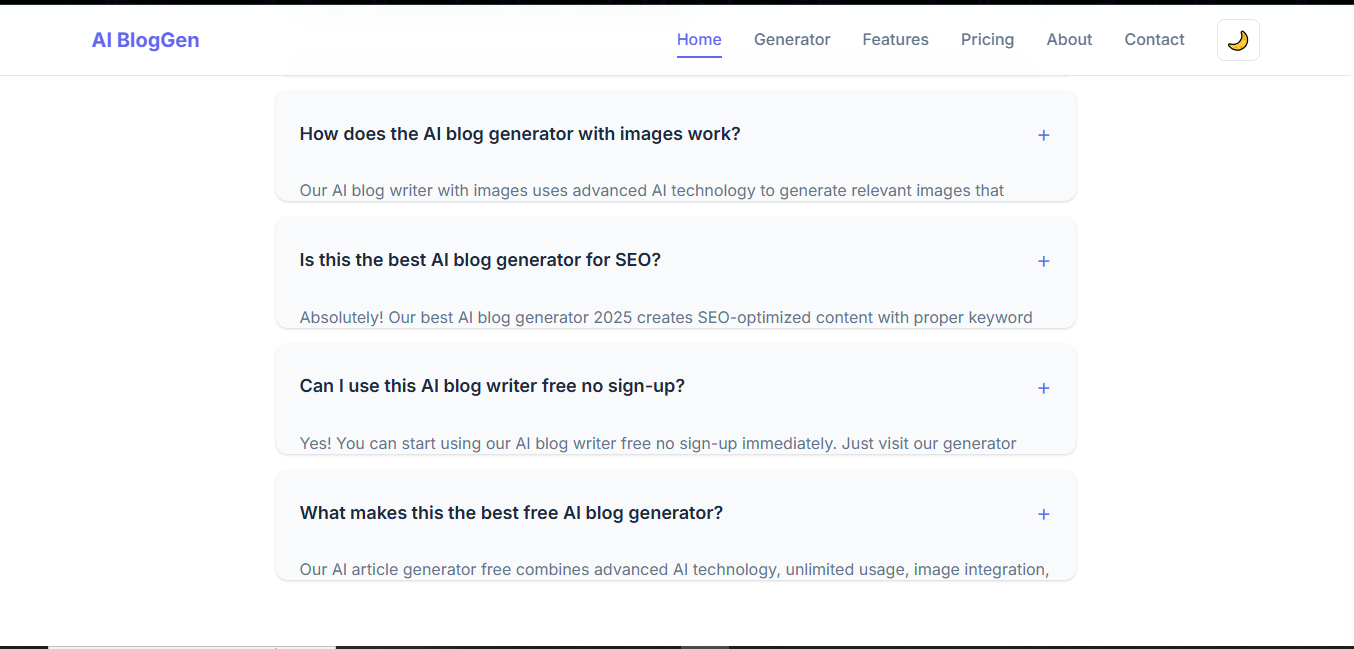 AI BlogGen
Home Generator Features Pricing About Contact
How does the AI blog generator with images work? +
Our AI blog writer with images uses advanced AI technology to generate relevant images that
Is this the best AI blog generator for SEO? +
Absolutely! Our best AI blog generator 2025 creates SEO-optimized content with proper keyword
Can I use this AI blog writer free no sign-up? +
Yes! You can start using our AI blog writer free no sign-up immediately. Just visit our generator
What makes this the best free AI blog generator? +
Our AI article generator free combines advanced AI technology, unlimited usage, image integration,